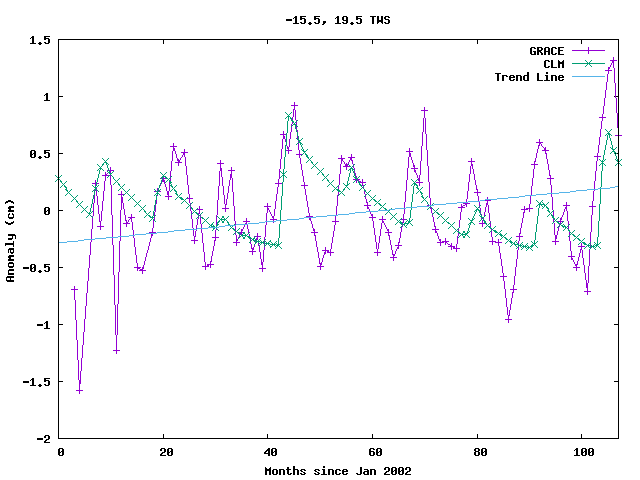 -15.5, 19.5 TWS
1.5
GRACE
CLM
Trend Line
1
0.5
0
-0.5
-1
-1.5
-2
Anomaly (cm)
0 20 40 60 80 100
Months since Jan 2002